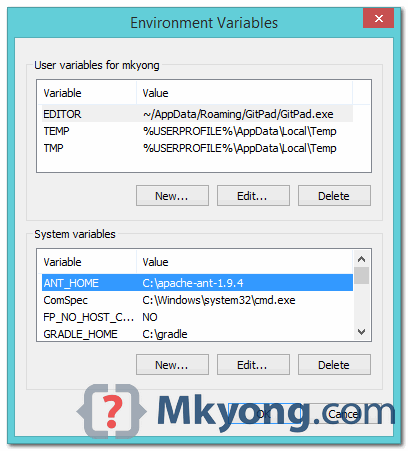 Environment Variables
User variables for mkyong
Variable Value
EDITOR ~/AppData/Roaming/GitPad/GitPad.exe
TEMP %USERPROFILE%\AppData\Local\Temp
TMP %USERPROFILE%\AppData\Local\Temp
New... Edit... Delete
System variables
Variable Value
ANT_HOME C:\apache-ant-1.9.4
ComSpec C:\Windows\system32\cmd.exe
FP_NO_HOST_C... NO
GRADLE_HOME C:\gradle
New... Edit... Delete
OK Cancel
{?} Mkyong.com